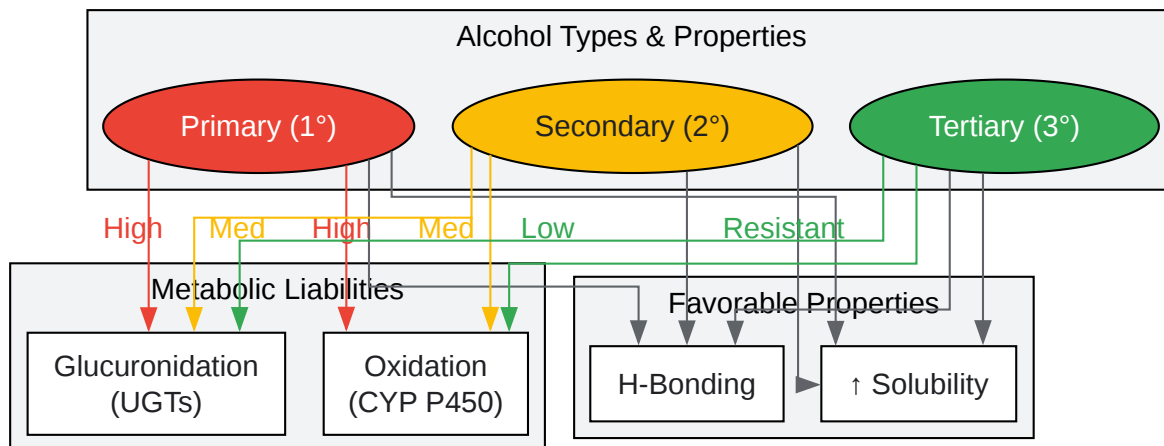 Alcohol Types & Properties
Primary (1°)
Secondary (2°)
Tertiary (3°)
High
Med
High
Med
Low
Resistant
Metabolic Liabilities
Favorable Properties
Glucuronidation
(UGTs)
Oxidation
(CYP P450)
H-Bonding
↑ Solubility